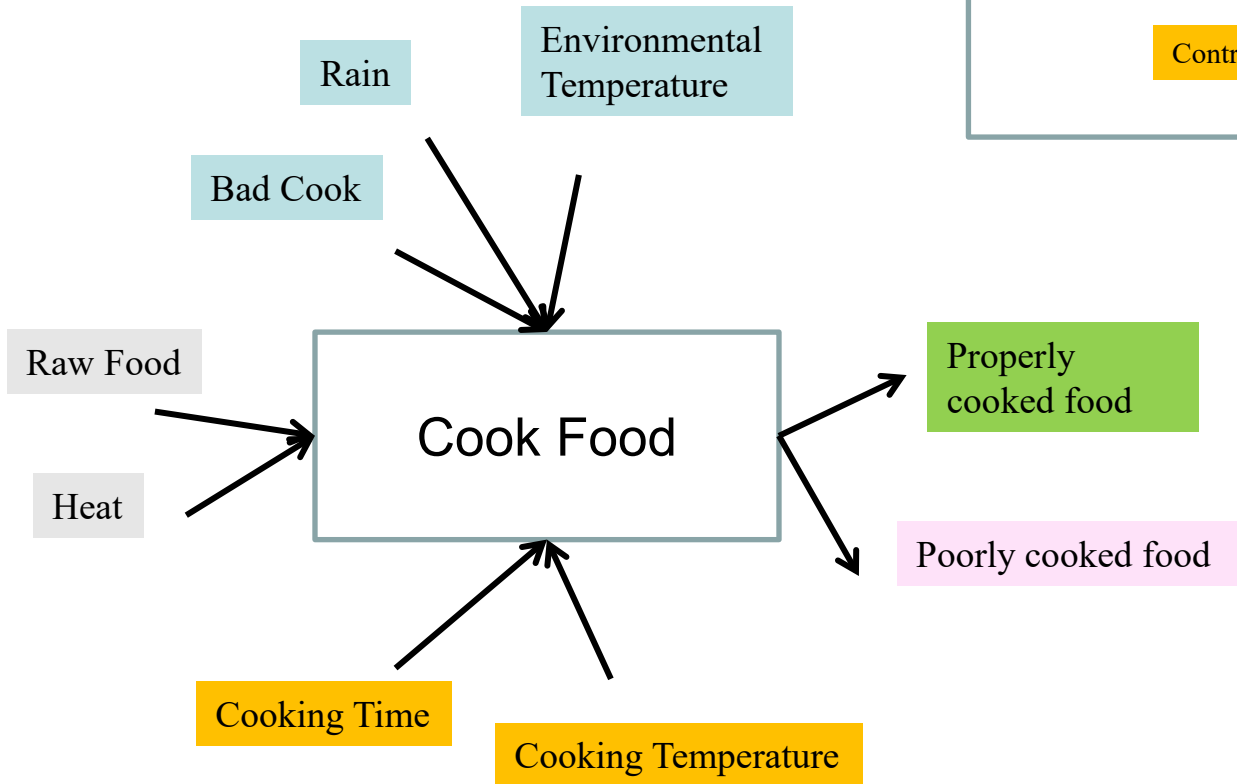 Environmental
Temperature
Rain
Contr
Bad Cook
Raw Food
Cook Food
Properly
cooked food
Heat
Poorly cooked food
Cooking Time
Cooking Temperature